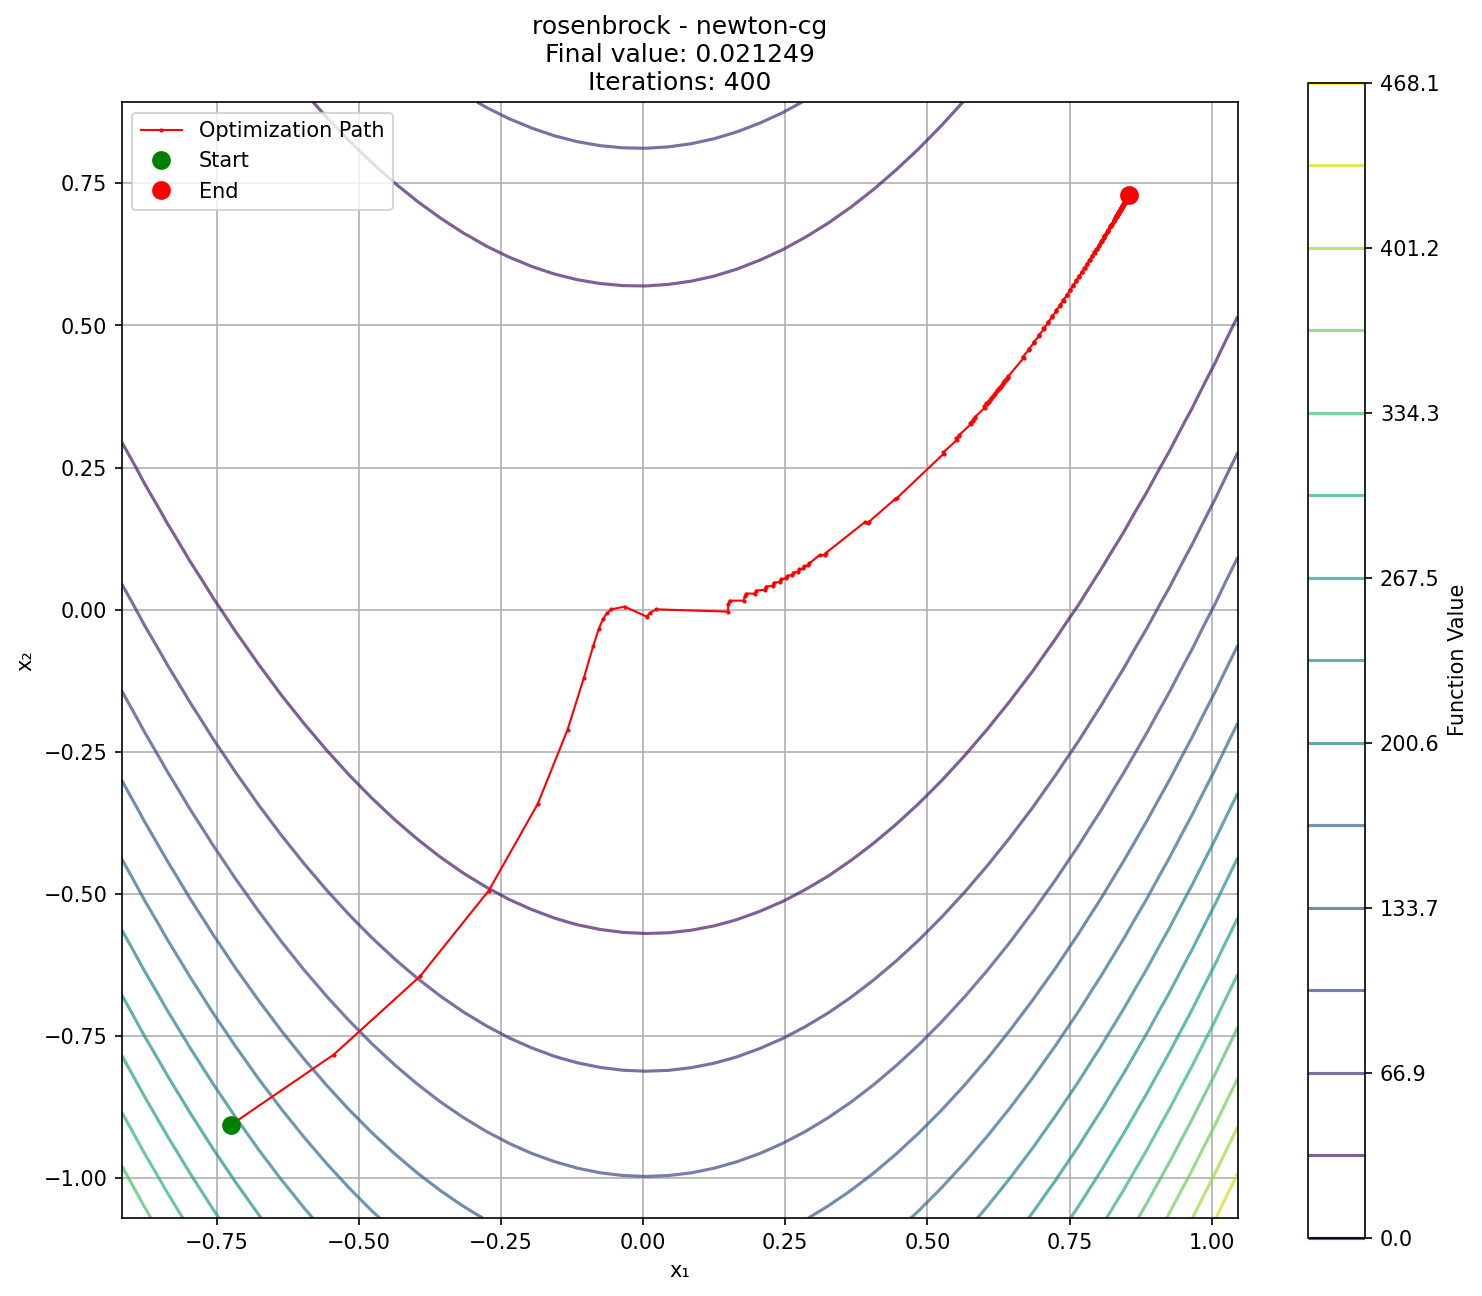 rosenbrock - newton-cg
Final value: 0.021249
Iterations: 400
Optimization Path
Start
End
0.75
0.50
0.25
0.00
−0.25
−0.50
−0.75
−1.00
x₂
−0.75
−0.50
−0.25
0.00
0.25
0.50
0.75
1.00
x₁
468.1
401.2
334.3
267.5
200.6
133.7
66.9
0.0
Function Value